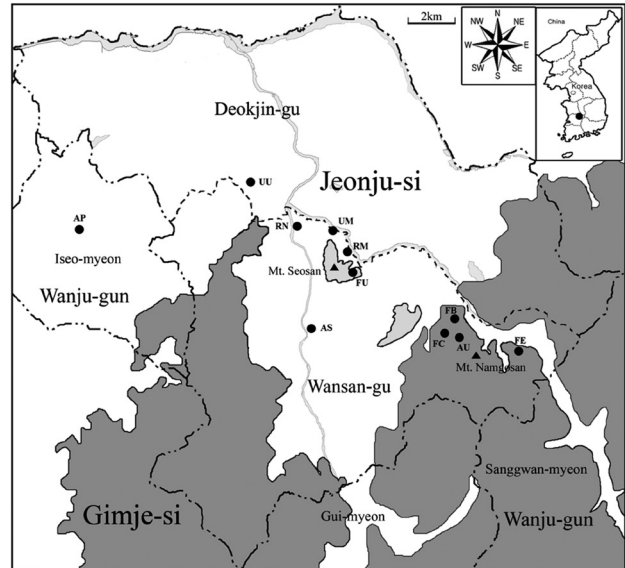 2km
N
NW
NE
W
E
SW
SE
S
China
Korea
Deokjin-gu
Jeonju-si
UU
AP
RN
UM
RM
Iseo-myeon
Mt. Seosan
FU
Wanju-gun
AS
FB
FC
AU
FE
Mt. Namgosan
Wansan-gu
Sanggwan-myeon
Gimje-si
Gui-myeon
Wanju-gun